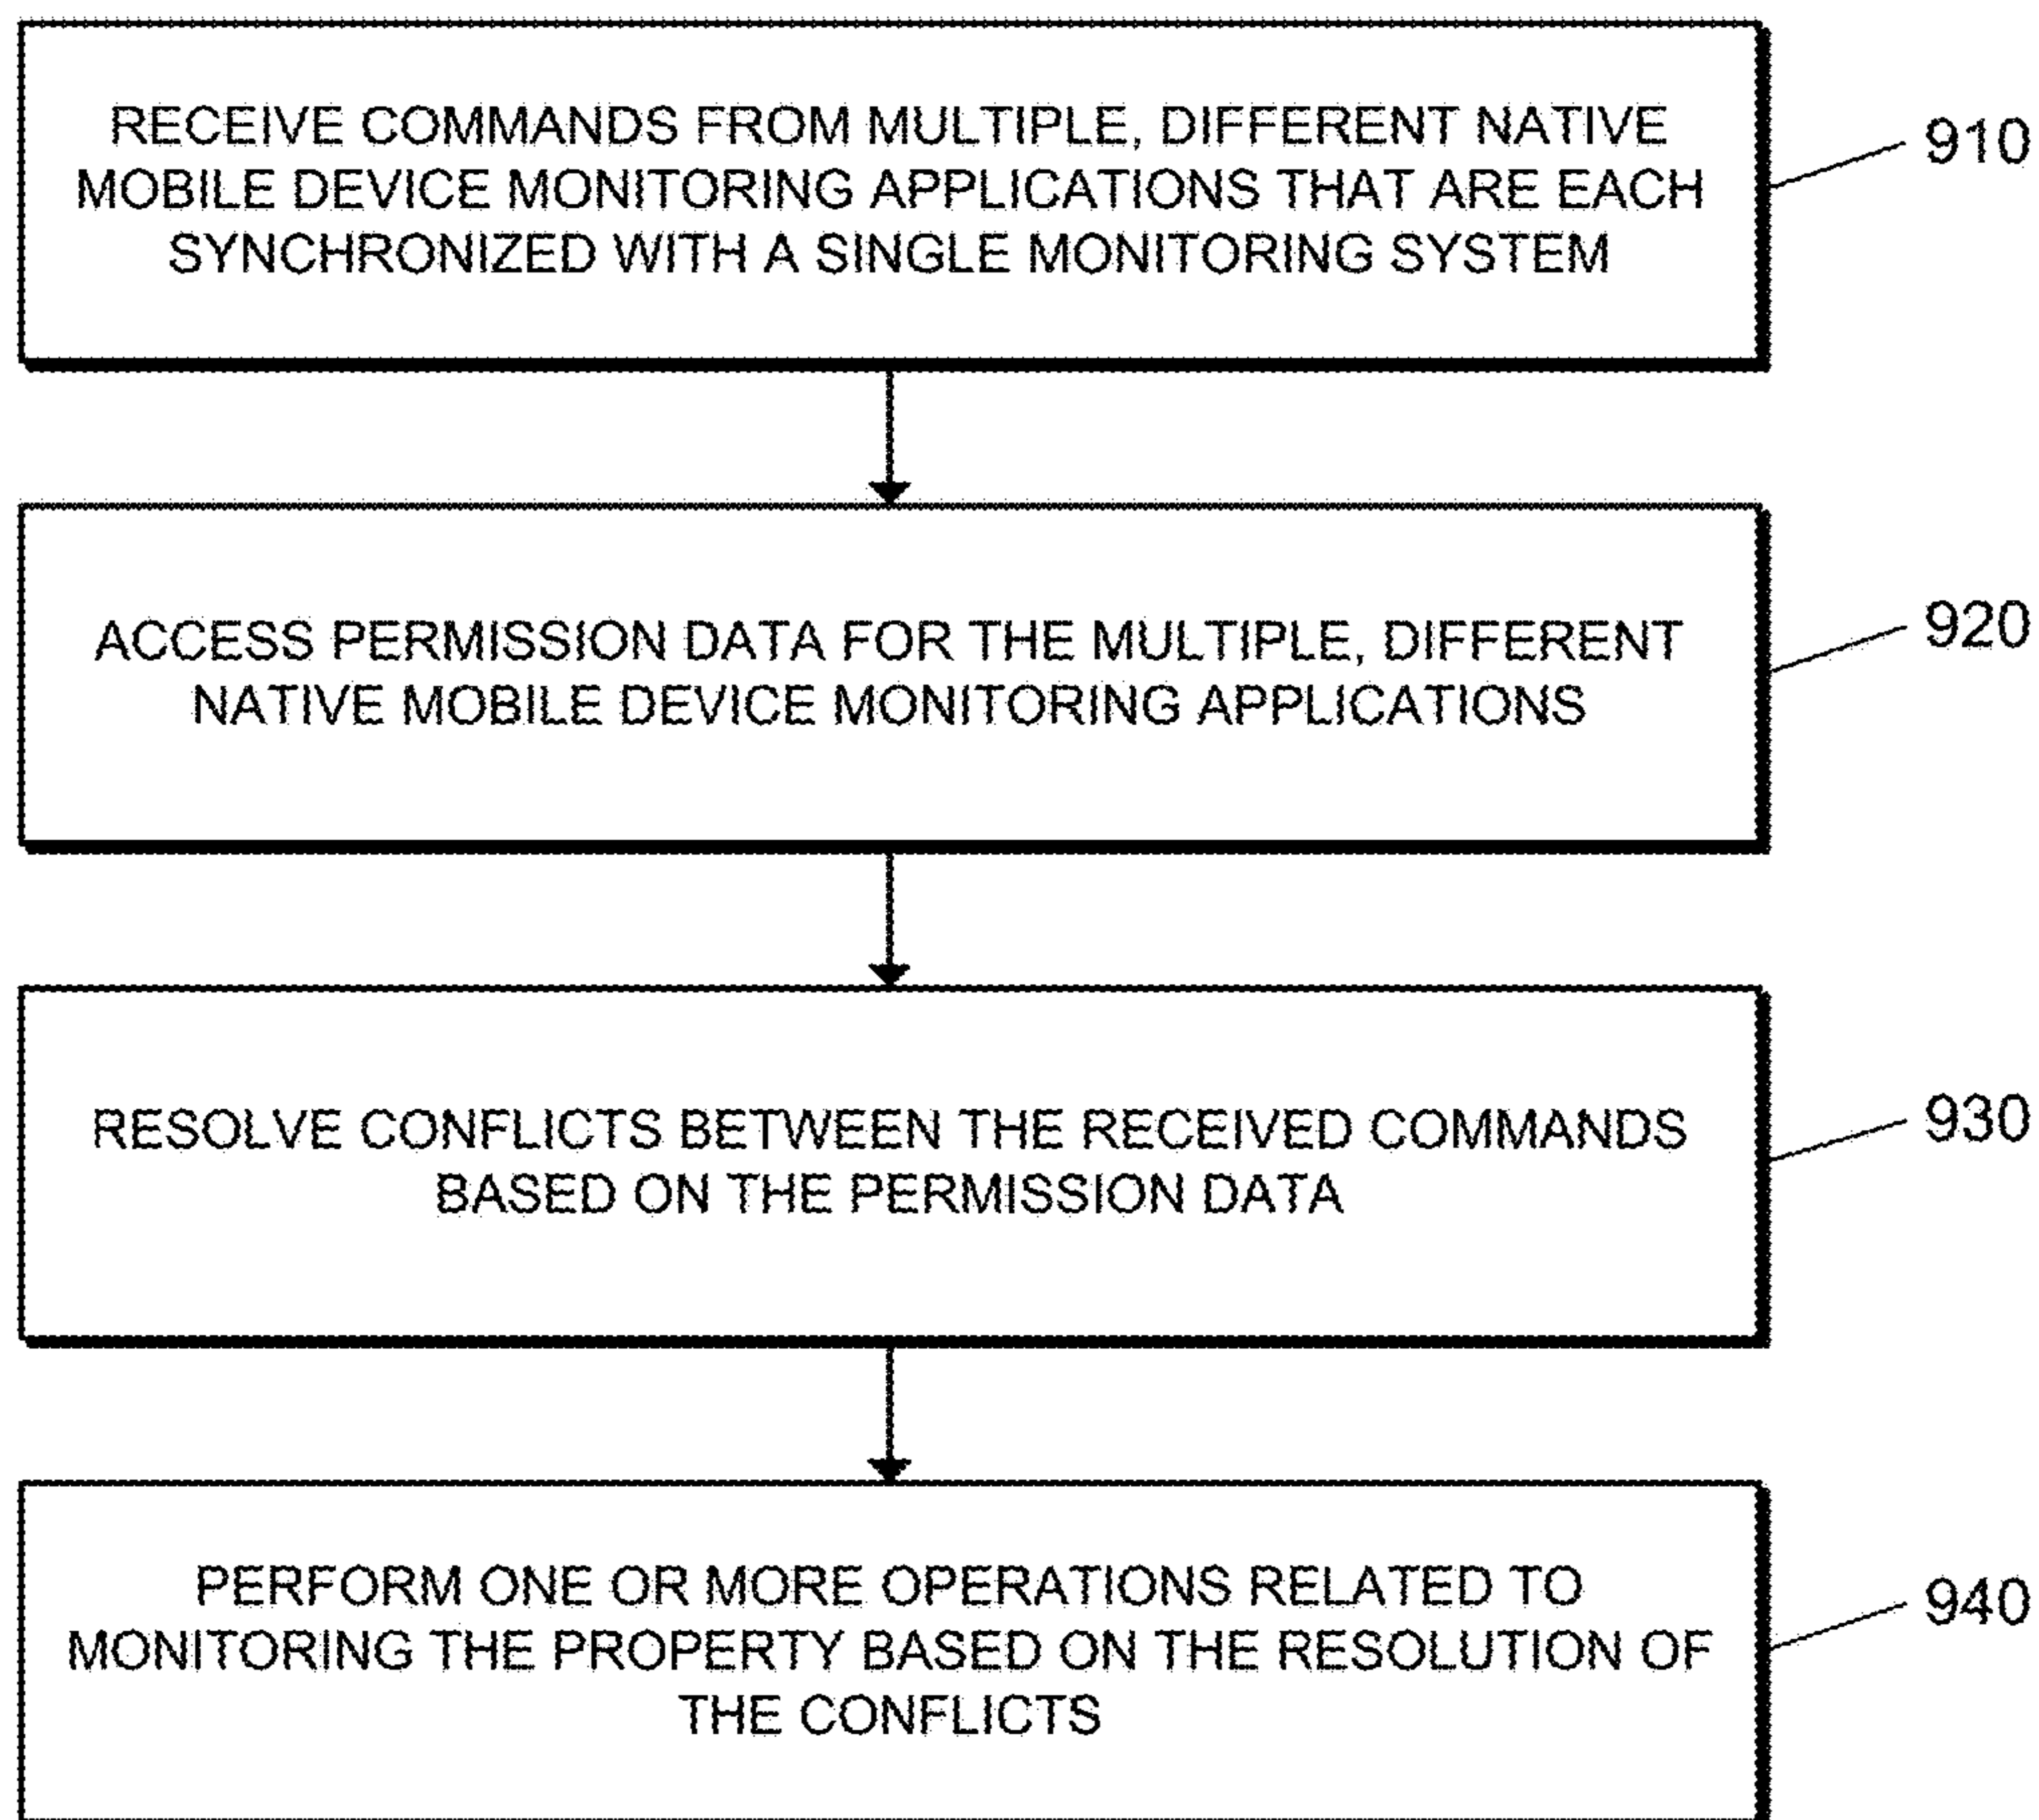 RECEIVE COMMANDS FROM MULTIPLE, DIFFERENT NATIVE
MOBILE DEVICE MONITORING APPLICATIONS THAT ARE EACH
SYNCHRONIZED WITH A SINGLE MONITORING SYSTEM
910
ACCESS PERMISSION DATA FOR THE MULTIPLE, DIFFERENT
NATIVE MOBILE DEVICE MONITORING APPLICATIONS
920
RESOLVE CONFLICTS BETWEEN THE RECEIVED COMMANDS
BASED ON THE PERMISSION DATA
930
PERFORM ONE OR MORE OPERATIONS RELATED TO
MONITORING THE PROPERTY BASED ON THE RESOLUTION OF
THE CONFLICTS
940